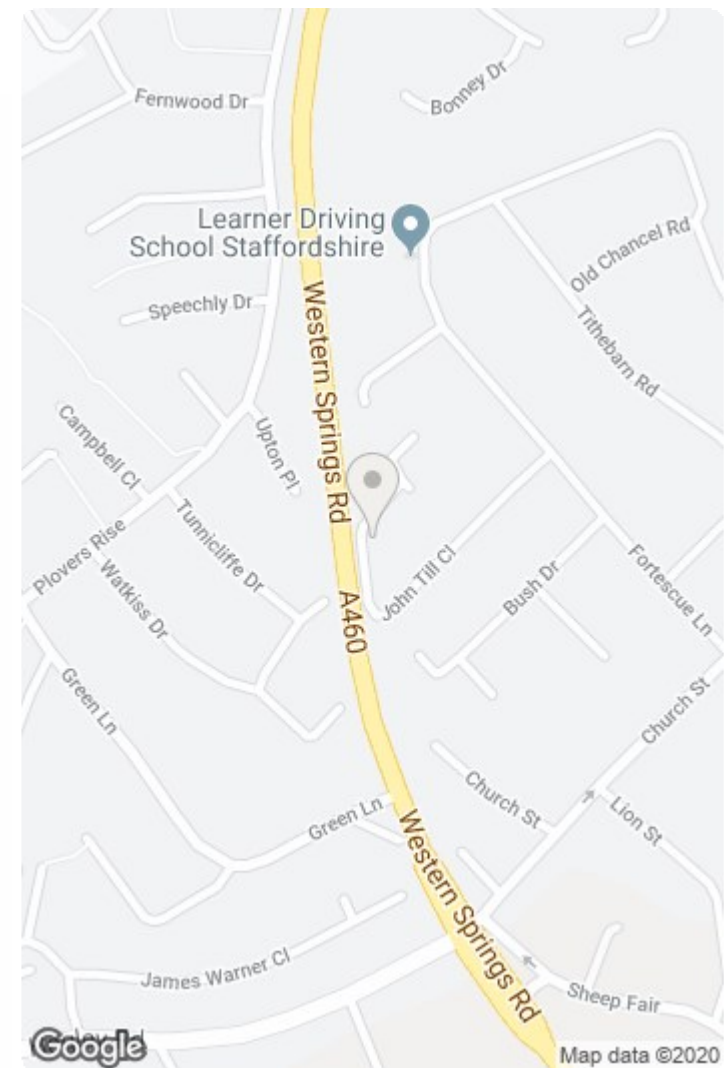 Fernwood Dr
Bonney Dr
Learner Driving
School Staffordshire
Old Chancel Rd
Speechly Dr
Western Springs Rd
Tithebarn Rd
Campbell Cl
Upton Pl
Tunnicliffe Dr
Plovers Rise
Watkiss Dr
John Till Cl
Bush Dr
Fortescue Ln
A460
Green Ln
Church St
Green Ln
Church St
Lion St
Western Springs Rd
James Warner Cl
Sheep Fair
Google
Map data ©2020